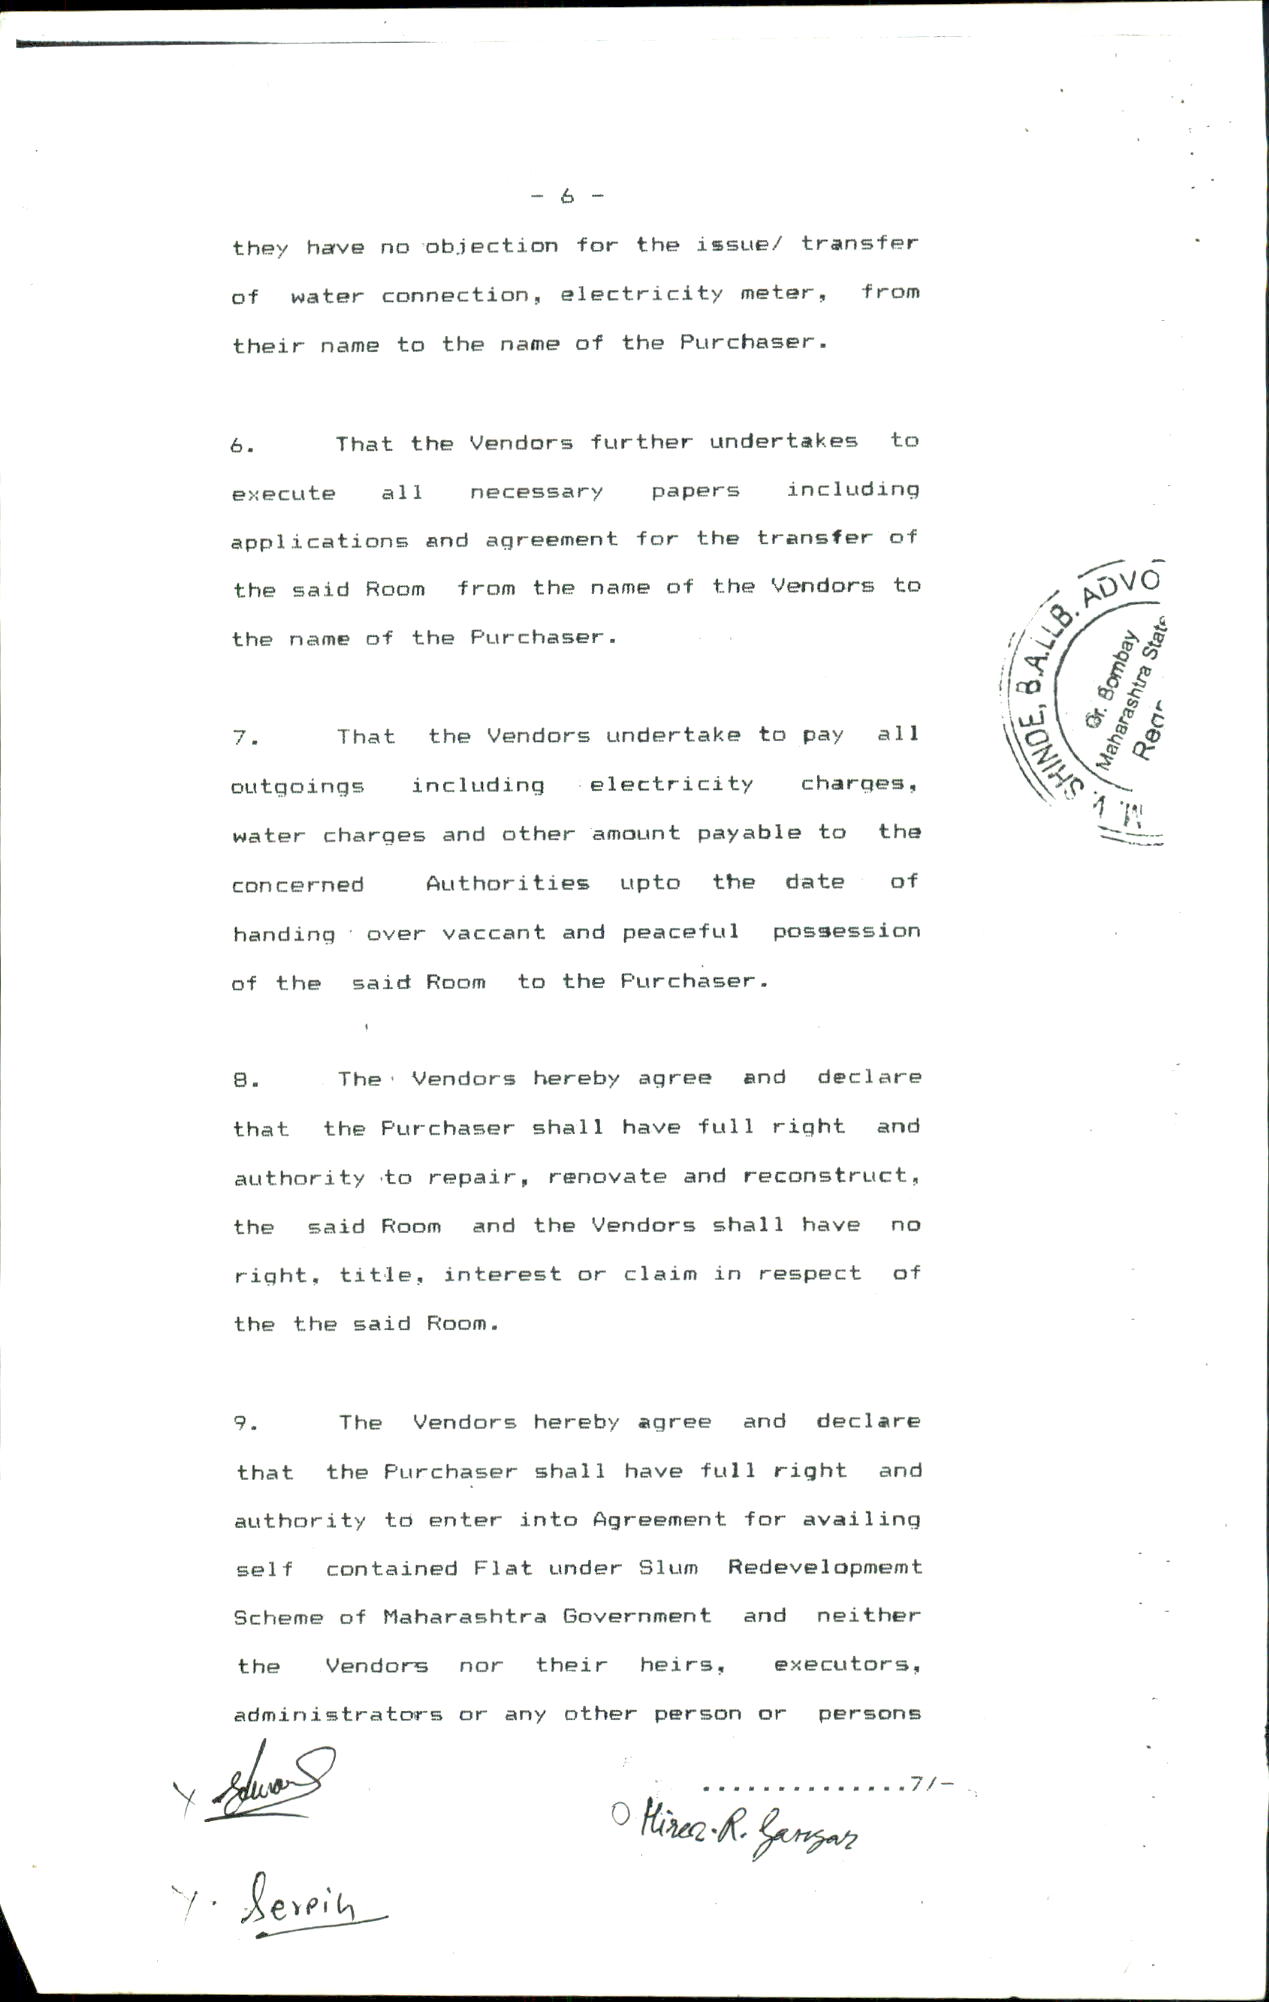 - 6 -
they have no objection for the issue/ transfer
of water connection, electricity meter, from
their name to the name of the Purchaser.
6. That the Vendors further undertakes to
execute all necessary papers including
applications and agreement for the transfer of
the said Room from the name of the Vendors to
the name of the Purchaser.
7. That the Vendors undertake to pay all
outgoings including electricity charges,
water charges and other amount payable to the
concerned Authorities upto the date of
handing over vaccant and peaceful possession
of the said Room to the Purchaser.
8. The Vendors hereby agree and declare
that the Purchaser shall have full right and
authority to repair, renovate and reconstruct,
the said Room and the Vendors shall have no
right, title, interest or claim in respect of
the the said Room.
9. The Vendors hereby agree and declare
that the Purchaser shall have full right and
authority to enter into Agreement for availing
self contained Flat under Slum Redevelopmemt
Scheme of Maharashtra Government and neither
the Vendors nor their heirs, executors,
administrators or any other person or persons
..............7/-
SHINDE, B.A.LLB. ADVO
Gr. Bombay
Maharashtra State